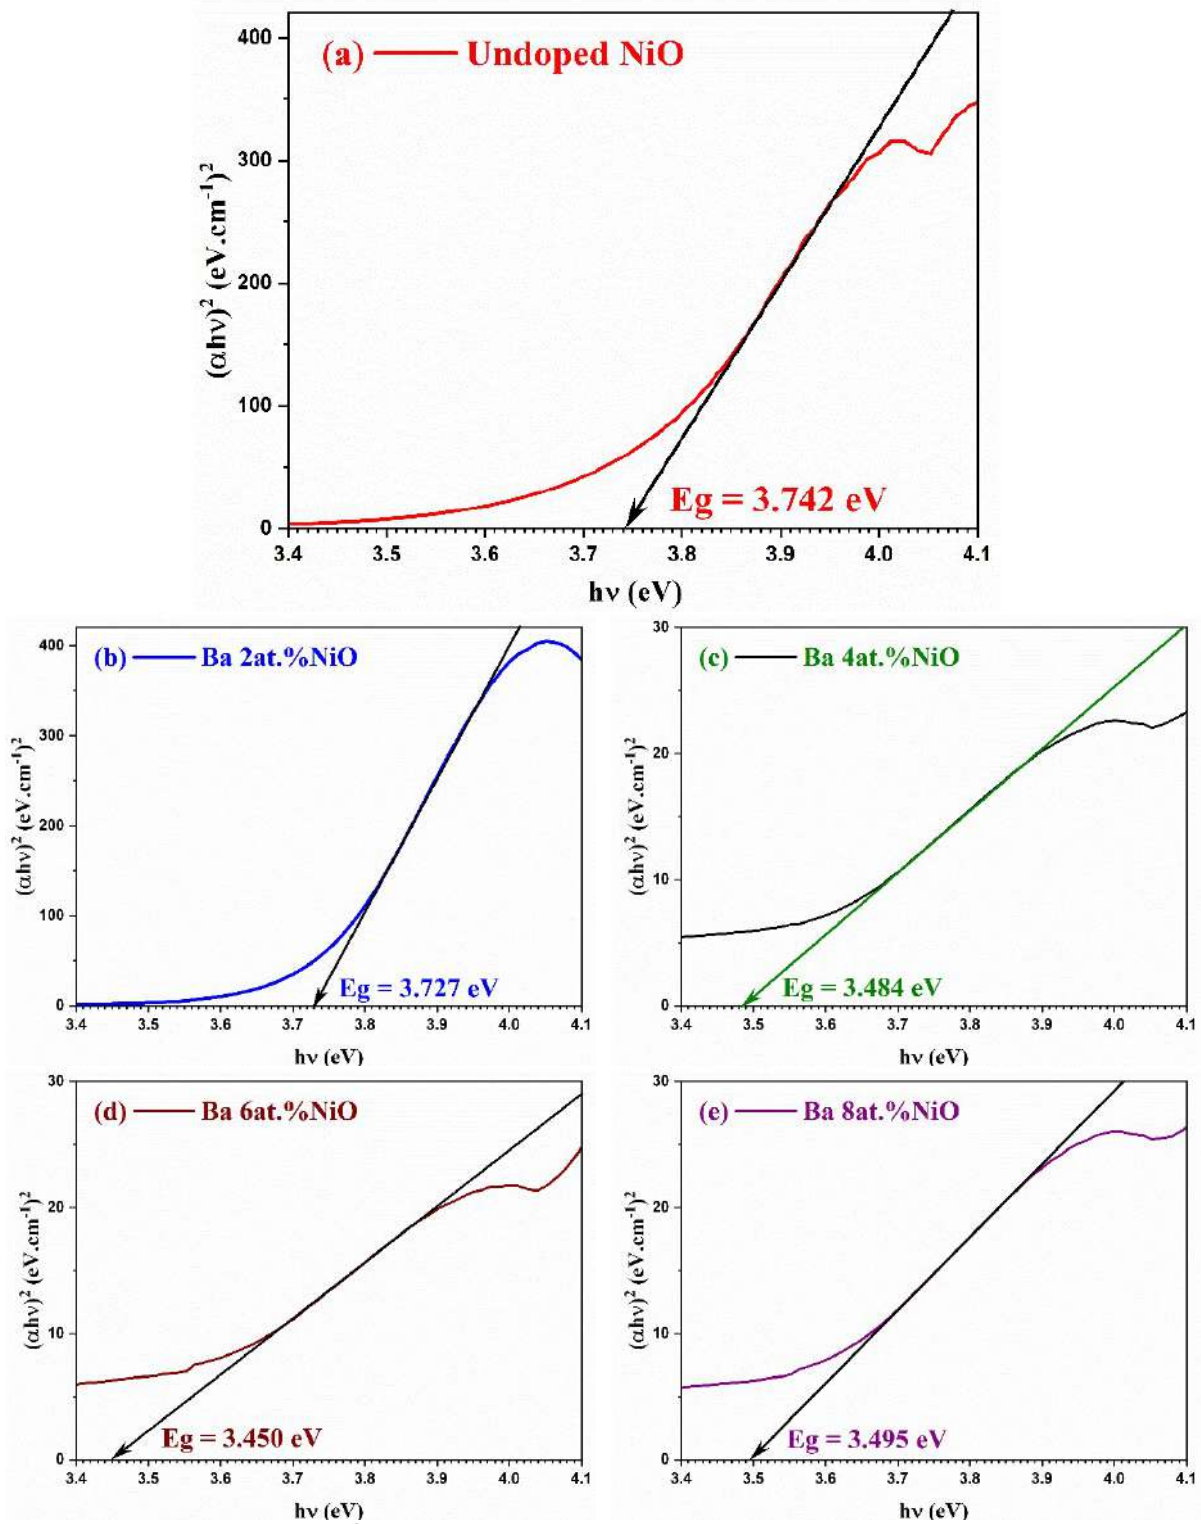 (a) Undoped NiO
400
300
200
100
0
(αhν)² (eV.cm⁻¹)²
Eg = 3.742 eV
3.4 3.5 3.6 3.7 3.8 3.9 4.0 4.1
hν (eV)
(b) Ba 2at.%NiO
400
300
200
100
0
(αhν)² (eV.cm⁻¹)²
Eg = 3.727 eV
3.4 3.5 3.6 3.7 3.8 3.9 4.0 4.1
hν (eV)
(c) Ba 4at.%NiO
30
20
10
0
(αhν)² (eV.cm⁻¹)²
Eg = 3.484 eV
3.4 3.5 3.6 3.7 3.8 3.9 4.0 4.1
hν (eV)
(d) Ba 6at.%NiO
30
20
10
0
(αhν)² (eV.cm⁻¹)²
Eg = 3.450 eV
3.4 3.5 3.6 3.7 3.8 3.9 4.0 4.1
hν (eV)
(e) Ba 8at.%NiO
30
20
10
0
(αhν)² (eV.cm⁻¹)²
Eg = 3.495 eV
3.4 3.5 3.6 3.7 3.8 3.9 4.0 4.1
hν (eV)